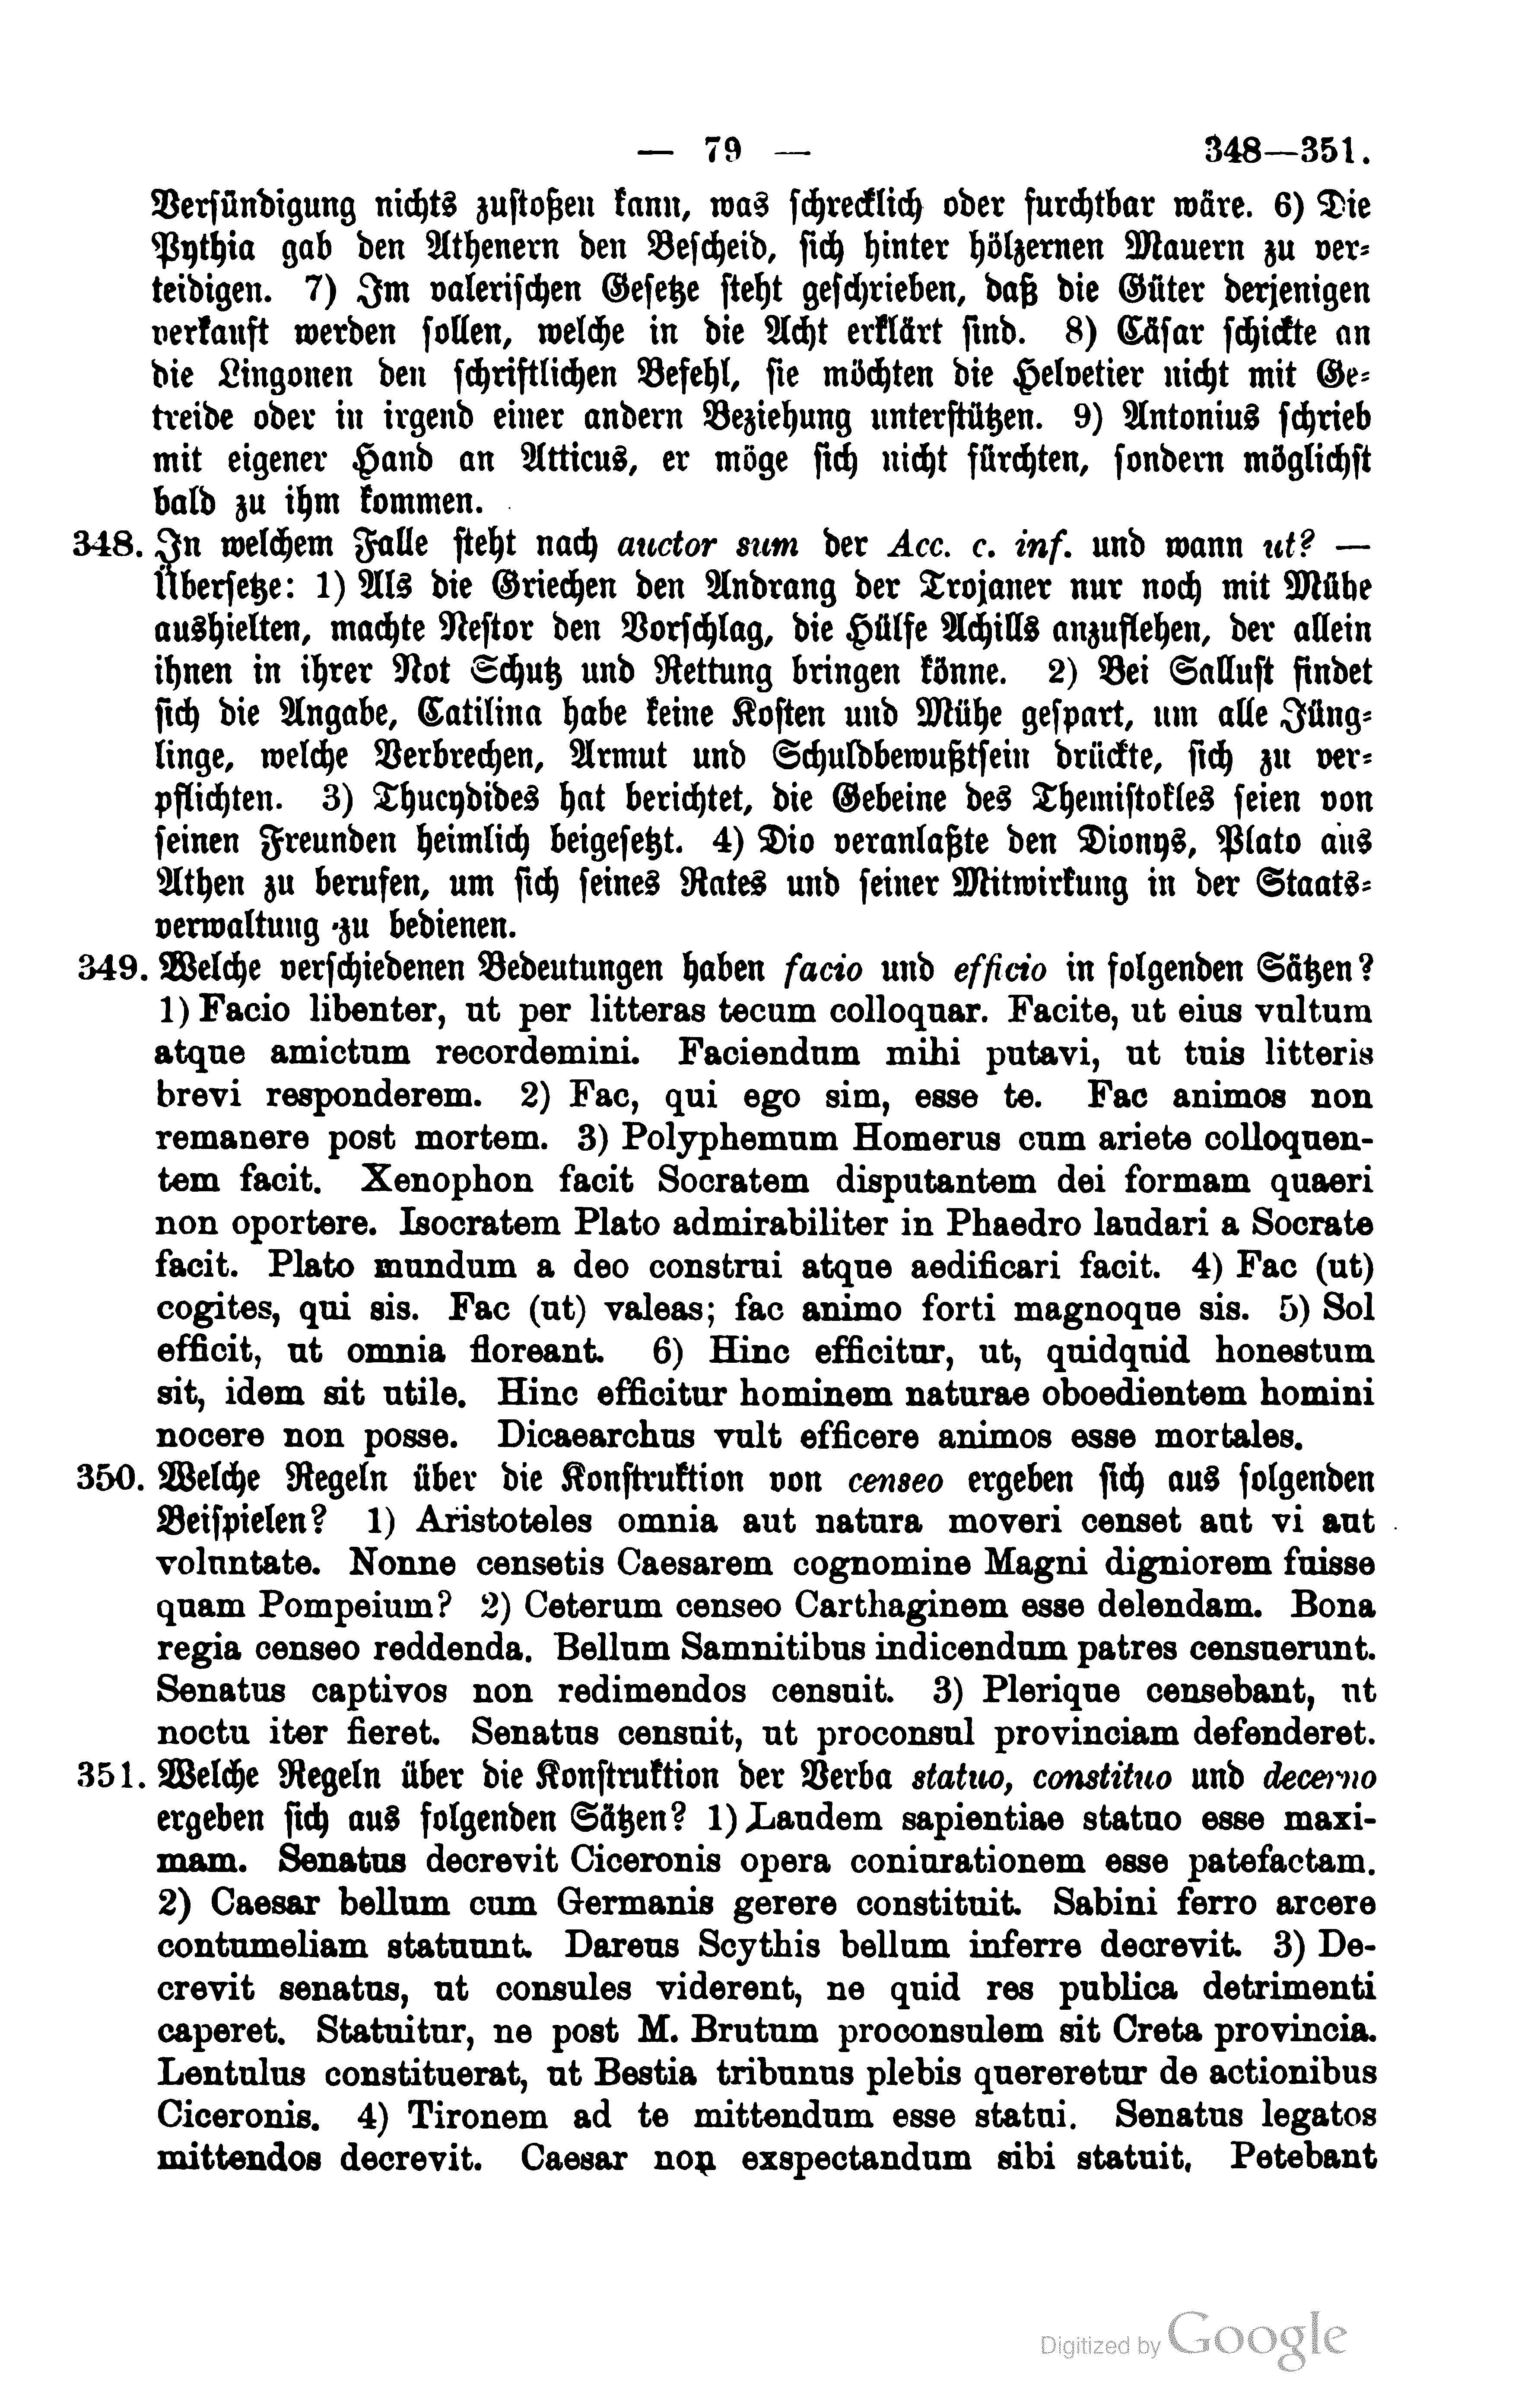 — 79 — 348—351.
Versündigung nichts zustoßen kann, was schrecklich oder furchtbar wäre. 6) Die
Pythia gab den Athenern den Bescheid, sich hinter hölzernen Mauern zu ver-
teidigen. 7) Im valerischen Gesetze steht geschrieben, daß die Güter derjenigen
verkauft werden sollen, welche in die Acht erklärt sind. 8) Cäsar schickte an
die Lingonen den schriftlichen Befehl, sie möchten die Helvetier nicht mit Ge-
treide oder in irgend einer andern Beziehung unterstützen. 9) Antonius schrieb
mit eigener Hand an Atticus, er möge sich nicht fürchten, sondern möglichst
bald zu ihm kommen.
348. In welchem Falle steht nach auctor sum der Acc. c. inf. und wann ut? —
Übersetze: 1) Als die Griechen den Andrang der Trojaner nur noch mit Mühe
aushielten, machte Nestor den Vorschlag, die Hülfe Achills anzuflehen, der allein
ihnen in ihrer Not Schutz und Rettung bringen könne. 2) Bei Sallust findet
sich die Angabe, Catilina habe keine Kosten und Mühe gespart, um alle Jüng-
linge, welche Verbrechen, Armut und Schuldbewußtsein drückte, sich zu ver-
pflichten. 3) Thucydides hat berichtet, die Gebeine des Themistokles seien von
seinen Freunden heimlich beigesetzt. 4) Dio veranlaßte den Dionys, Plato aus
Athen zu berufen, um sich seines Rates und seiner Mitwirkung in der Staats-
verwaltung zu bedienen.
349. Welche verschiedenen Bedeutungen haben facio und efficio in folgenden Sätzen?
1) Facio libenter, ut per litteras tecum colloquar. Facite, ut eius vultum
atque amictum recordemini. Faciendum mihi putavi, ut tuis litteris
brevi responderem. 2) Fac, qui ego sim, esse te. Fac animos non
remanere post mortem. 3) Polyphemum Homerus cum ariete colloquen-
tem facit. Xenophon facit Socratem disputantem dei formam quaeri
non oportere. Isocratem Plato admirabiliter in Phaedro laudari a Socrate
facit. Plato mundum a deo construi atque aedificari facit. 4) Fac (ut)
cogites, qui sis. Fac (ut) valeas; fac animo forti magnoque sis. 5) Sol
efficit, ut omnia floreant. 6) Hinc efficitur, ut, quidquid honestum
sit, idem sit utile. Hinc efficitur hominem naturae oboedientem homini
nocere non posse. Dicaearchus vult efficere animos esse mortales.
350. Welche Regeln über die Konstruktion von censeo ergeben sich aus folgenden
Beispielen? 1) Aristoteles omnia aut natura moveri censet aut vi aut
voluntate. Nonne censetis Caesarem cognomine Magni digniorem fuisse
quam Pompeium? 2) Ceterum censeo Carthaginem esse delendam. Bona
regia censeo reddenda. Bellum Samnitibus indicendum patres censuerunt.
Senatus captivos non redimendos censuit. 3) Plerique censebant, ut
noctu iter fieret. Senatus censuit, ut proconsul provinciam defenderet.
351. Welche Regeln über die Konstruktion der Verba statuo, constituo und decerno
ergeben sich aus folgenden Sätzen? 1) Laudem sapientiae statuo esse maxi-
mam. Senatus decrevit Ciceronis opera coniurationem esse patefactam.
2) Caesar bellum cum Germanis gerere constituit. Sabini ferro arcere
contumeliam statuunt. Dareus Scythis bellum inferre decrevit. 3) De-
crevit senatus, ut consules viderent, ne quid res publica detrimenti
caperet. Statuitur, ne post M. Brutum proconsulem sit Creta provincia.
Lentulus constituerat, ut Bestia tribunus plebis quereretur de actionibus
Ciceronis. 4) Tironem ad te mittendum esse statui. Senatus legatos
mittendos decrevit. Caesar non exspectandum sibi statuit. Petebant
Digitized by Google